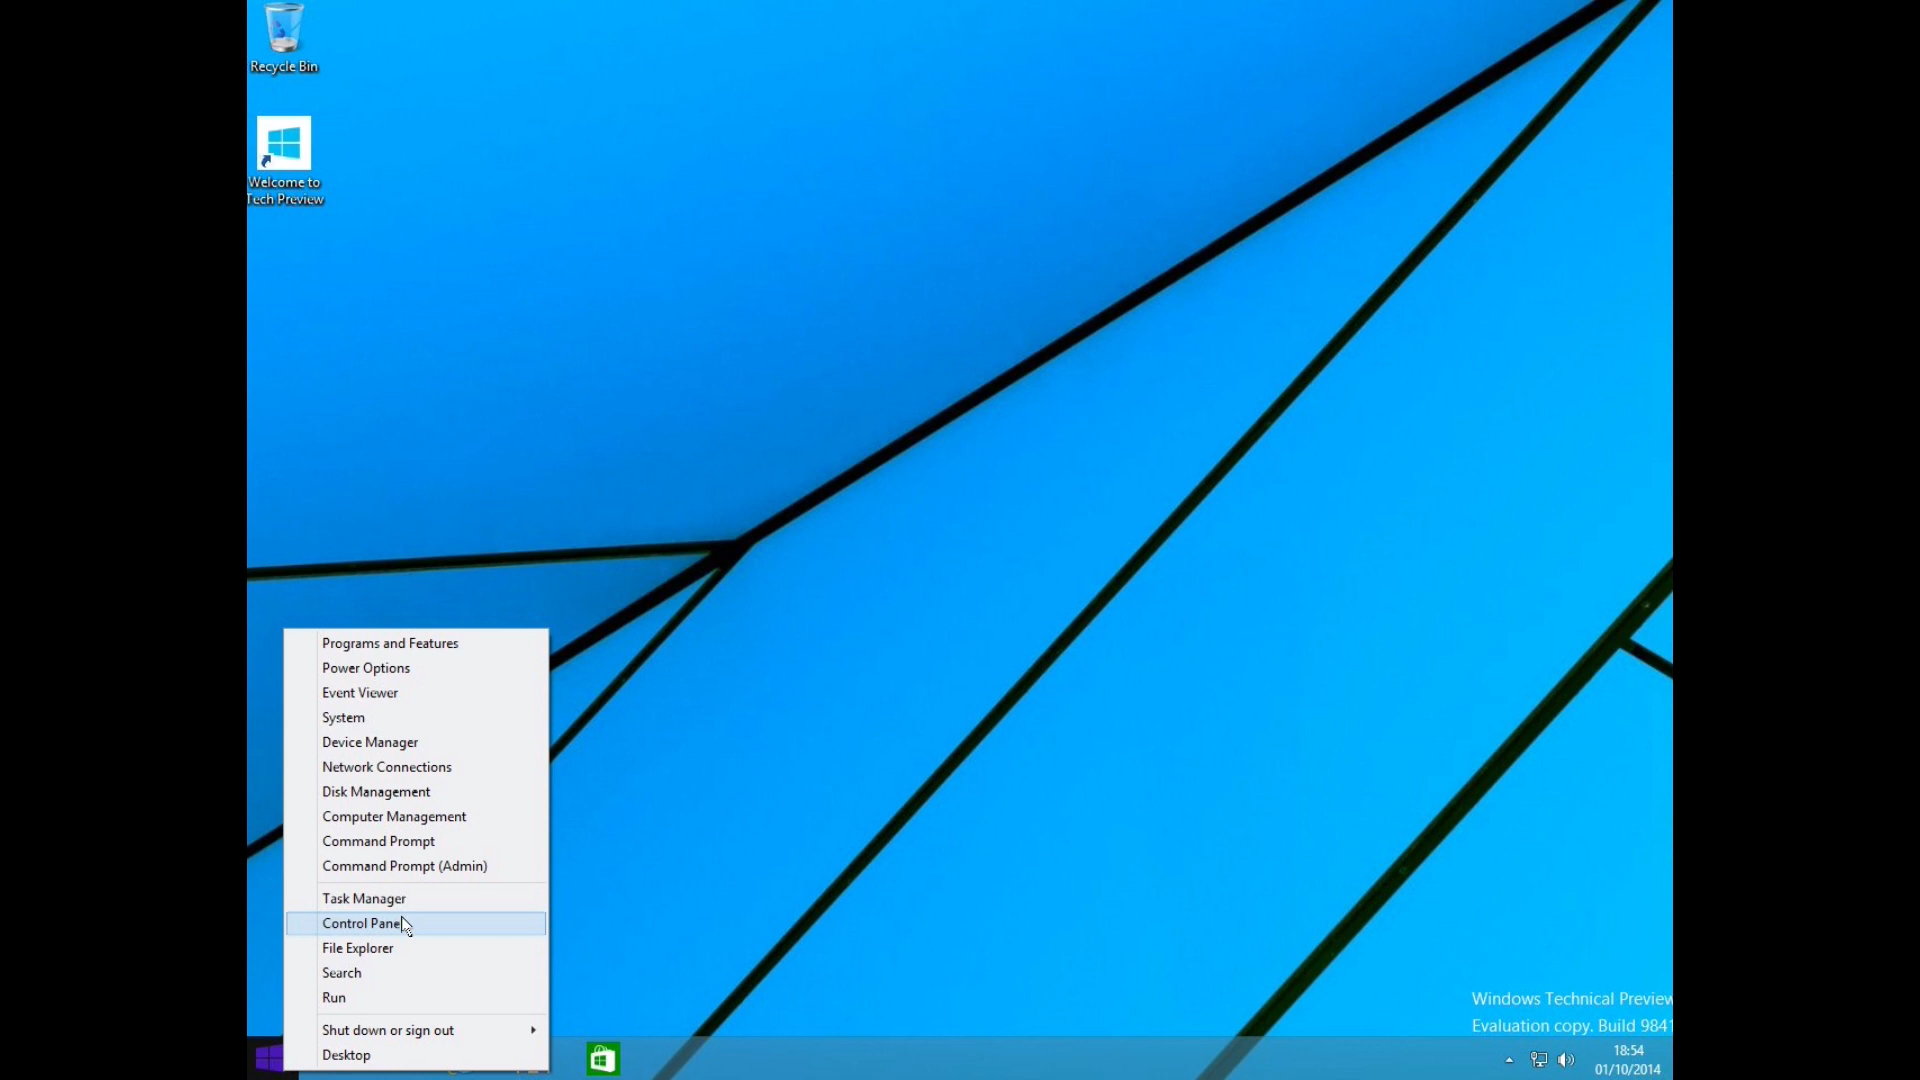 Recycle Bin
Welcome to
Tech Preview
Programs and Features
Power Options
Event Viewer
System
Device Manager
Network Connections
Disk Management
Computer Management
Command Prompt
Command Prompt (Admin)
Task Manager
Control Panel
File Explorer
Search
Run
Shut down or sign out
Desktop
Windows Technical Preview
Evaluation copy. Build 9841
18:54
01/10/2014